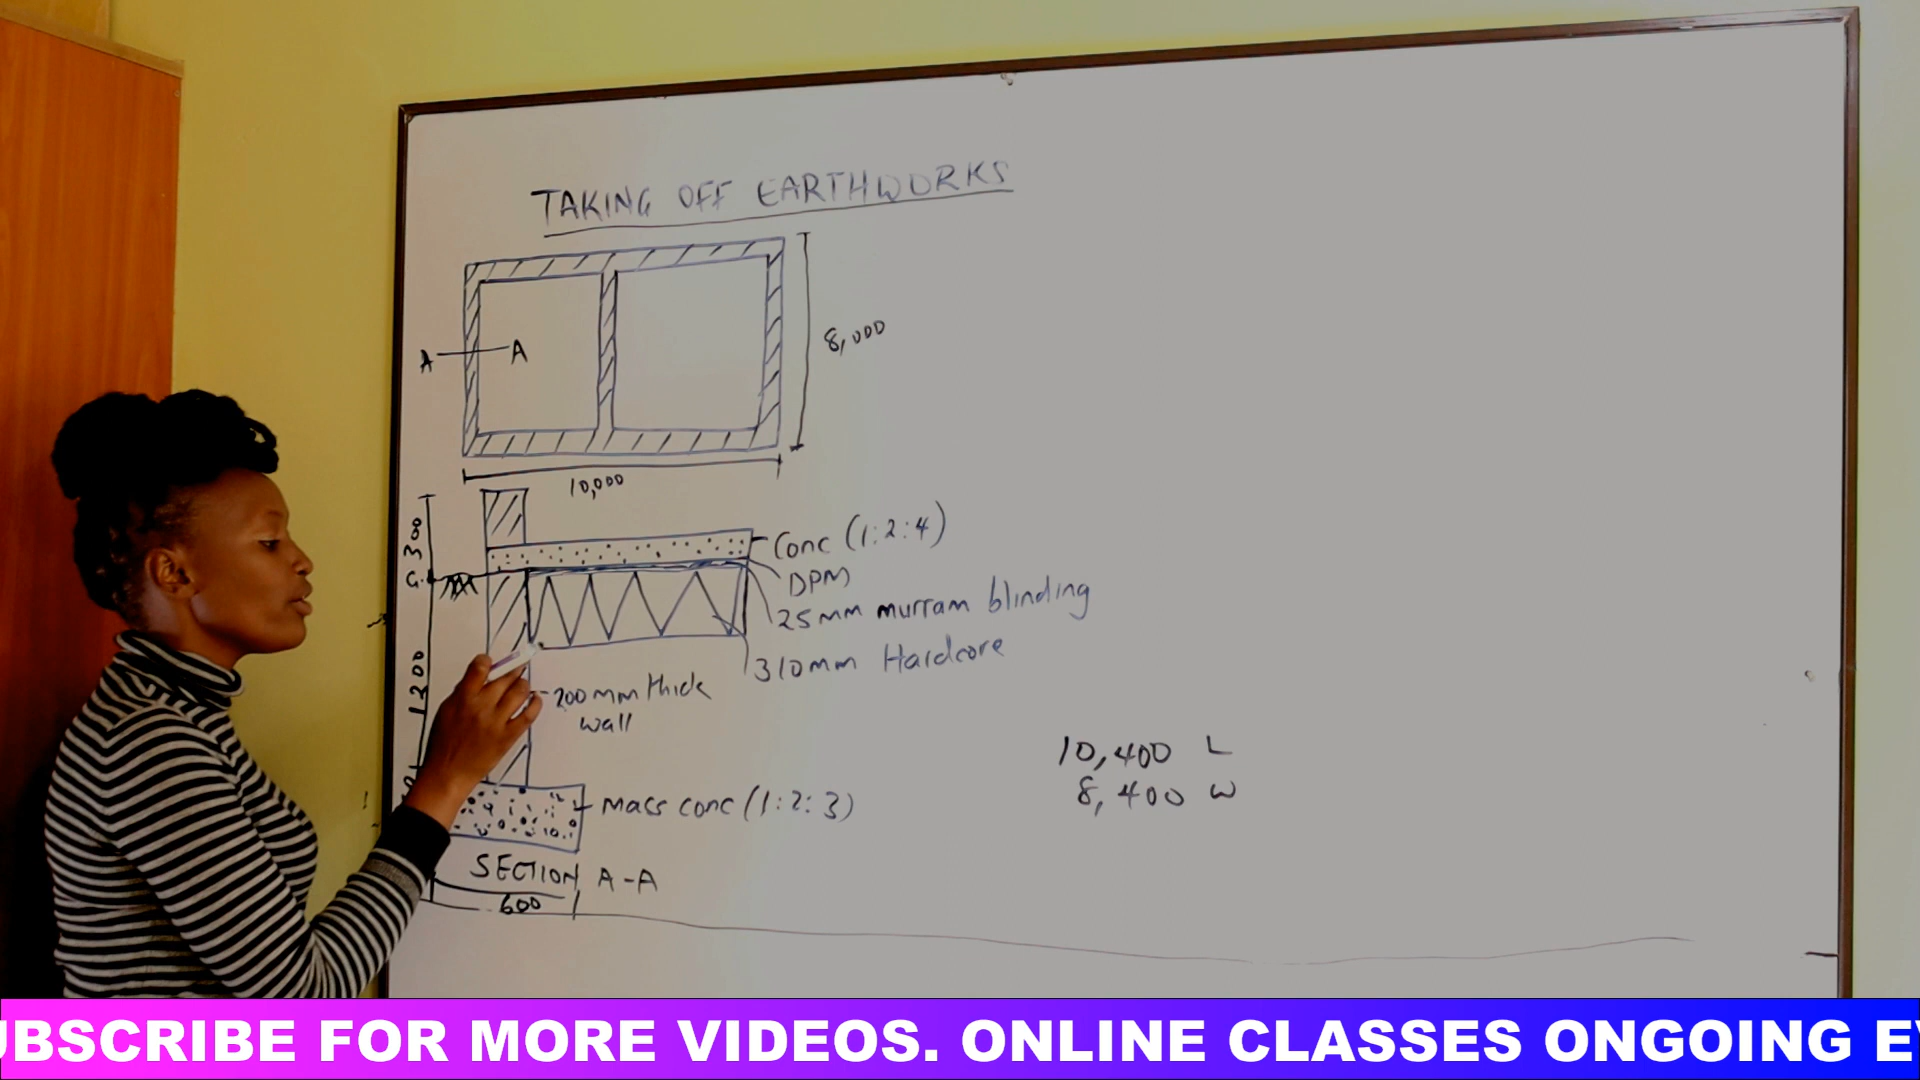 TAKING OFF EARTHWORKS
8,000
A
A
10,000
300
Conc (1:2:4)
DPM
G.
25mm murram blinding
310mm Hardcore
1200
200mm thick
wall
10,400 L
8,400 W
Mass conc (1:2:3)
SECTION A-A
600
UBSCRIBE FOR MORE VIDEOS. ONLINE CLASSES ONGOING E